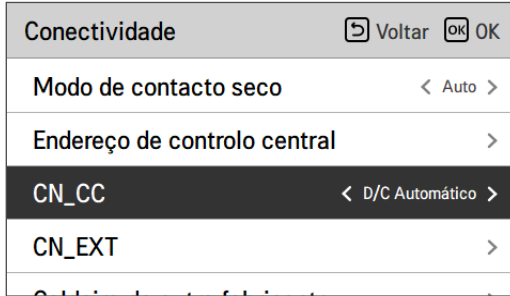 Conectividade Voltar OK OK
Modo de contacto seco < Auto >
Endereço de controlo central >
CN_CC < D/C Automático >
CN_EXT >